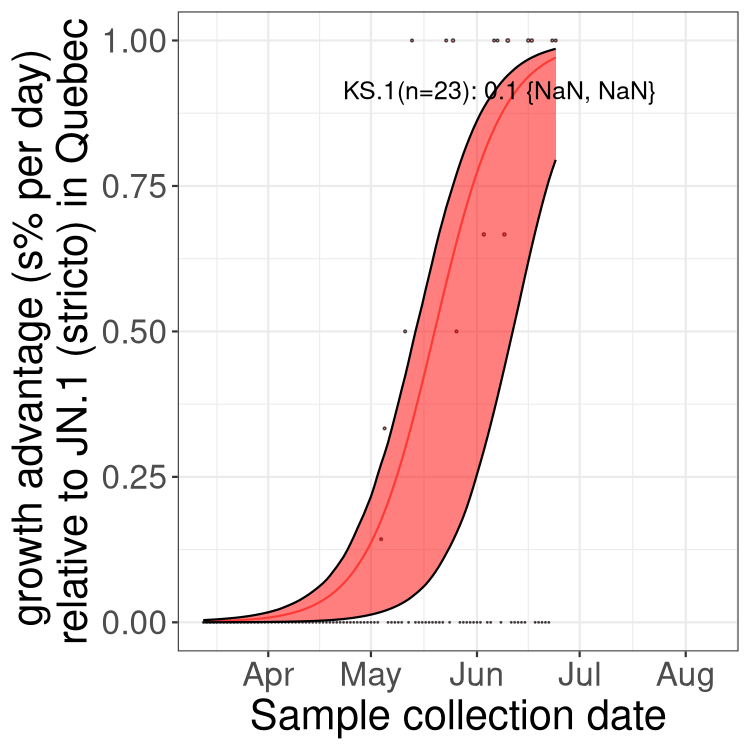 growth advantage (s% per day)
relative to JN.1 (stricto) in Quebec
1.00
0.75
0.50
0.25
0.00
KS.1(n=23): 0.1 {NaN, NaN}
Apr May Jun Jul Aug
Sample collection date